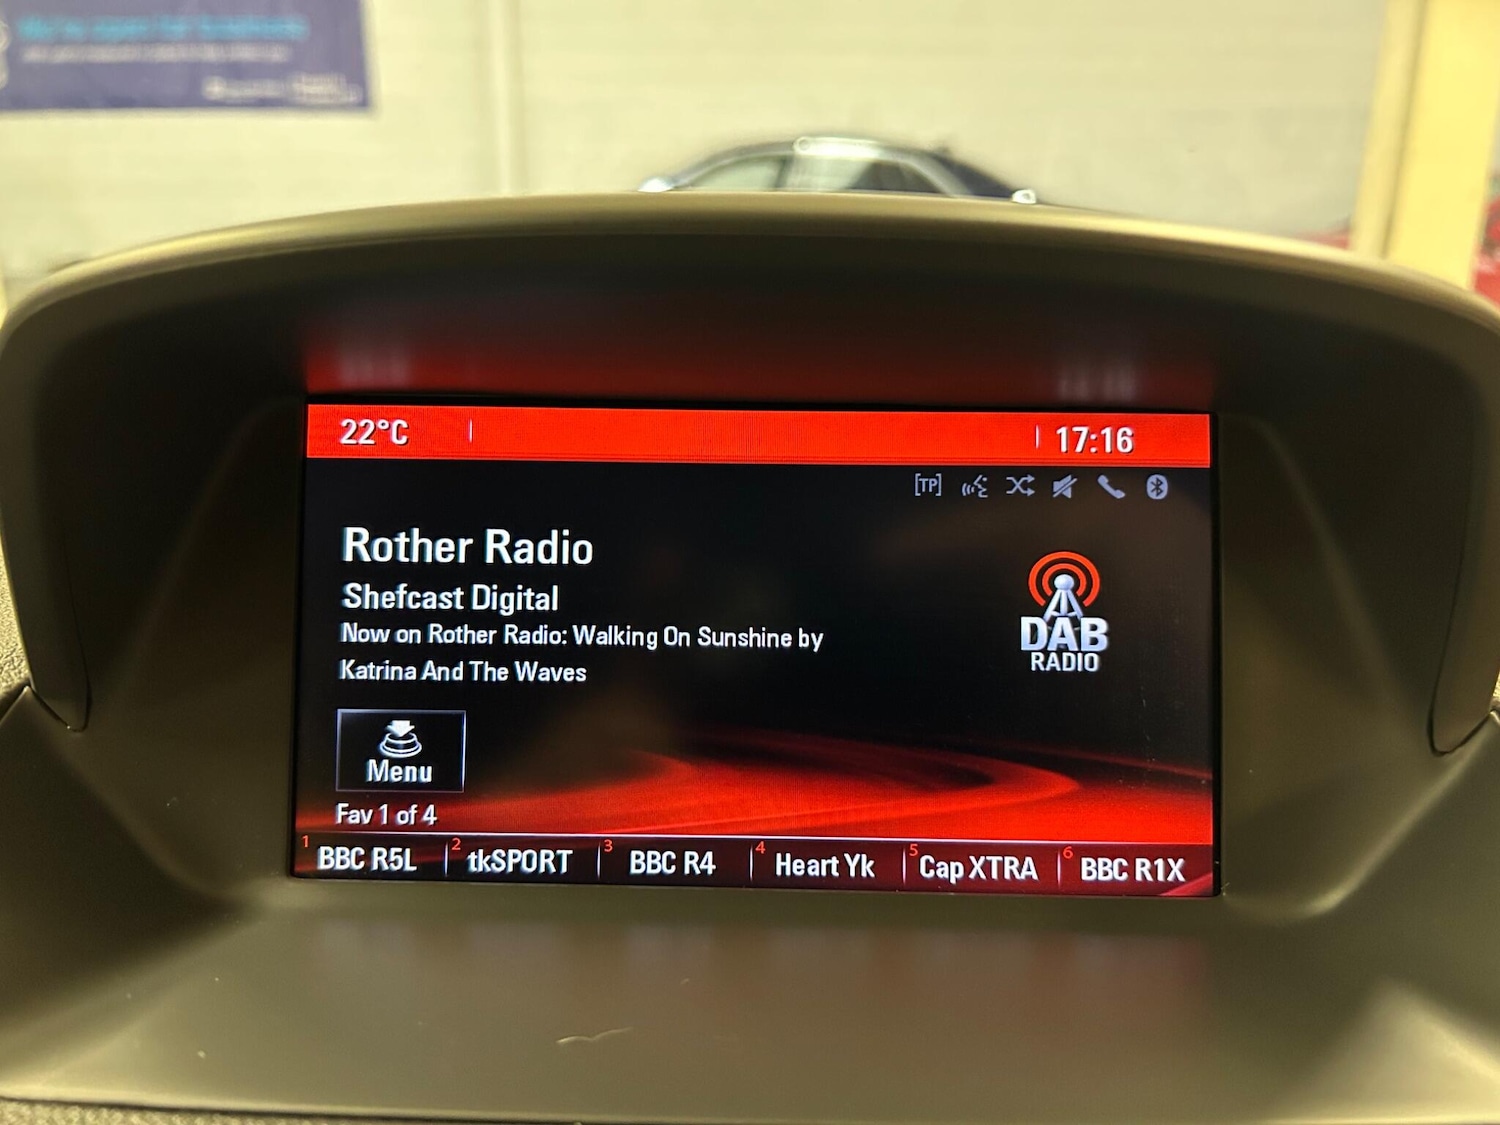 22°C
17:16
[TP]
Rother Radio
Shefcast Digital
Now on Rother Radio: Walking On Sunshine by
Katrina And The Waves
DAB
RADIO
Menu
Fav 1 of 4
1 BBC R5L 2 tkSPORT 3 BBC R4 4 Heart Yk 5 Cap XTRA 6 BBC R1X